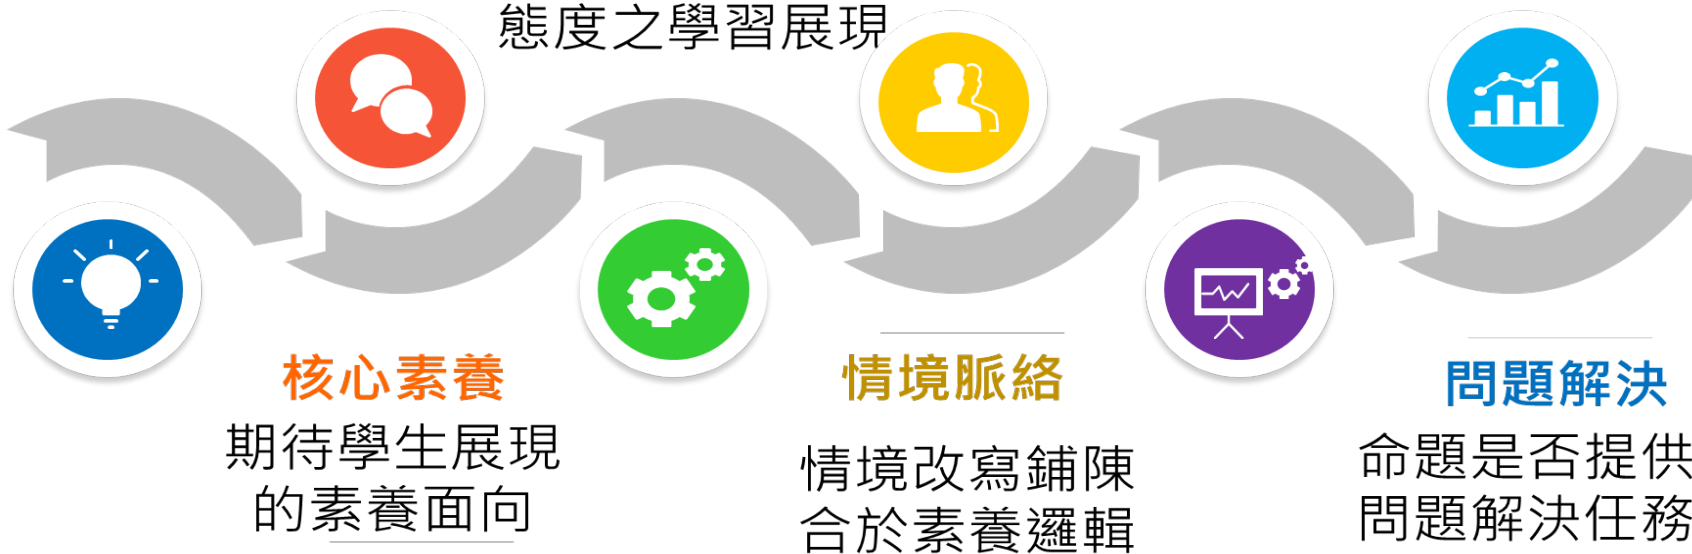 態度之學習展現
核心素養
期待學生展現
的素養面向
情境脈絡
情境改寫鋪陳
合於素養邏輯
問題解決
命題是否提供
問題解決任務